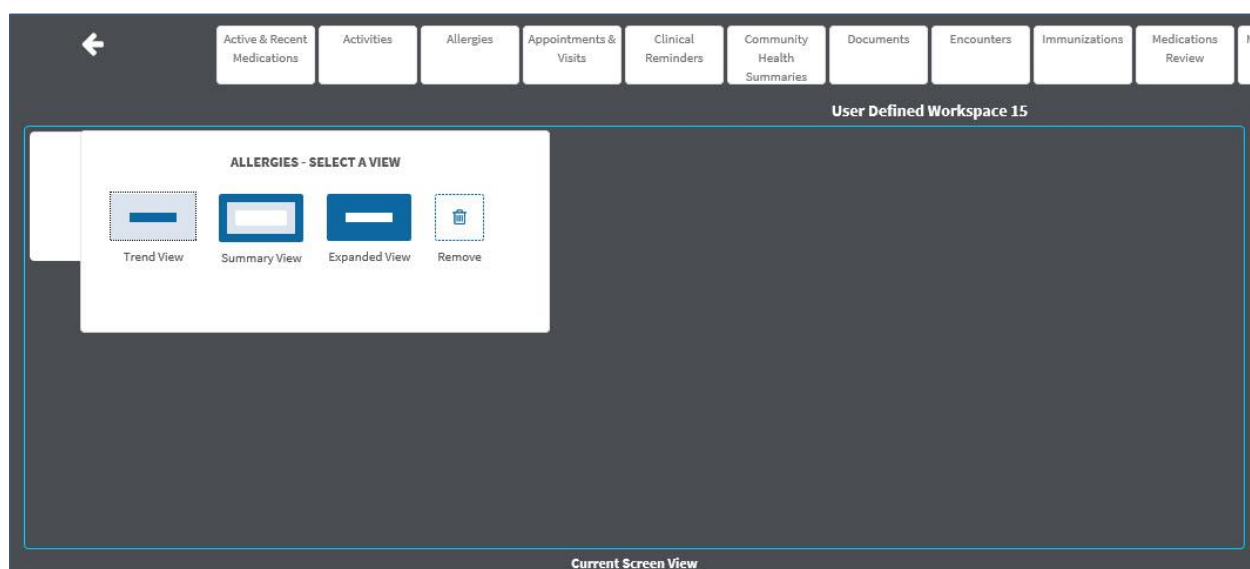 Active & Recent
Medications
Activities
Allergies
Appointments &
Visits
Clinical
Reminders
Community
Health
Summaries
Documents
Encounters
Immunizations
Medications
Review
User Defined Workspace 15
ALLERGIES - SELECT A VIEW
Trend View
Summary View
Expanded View
Remove
Current Screen View